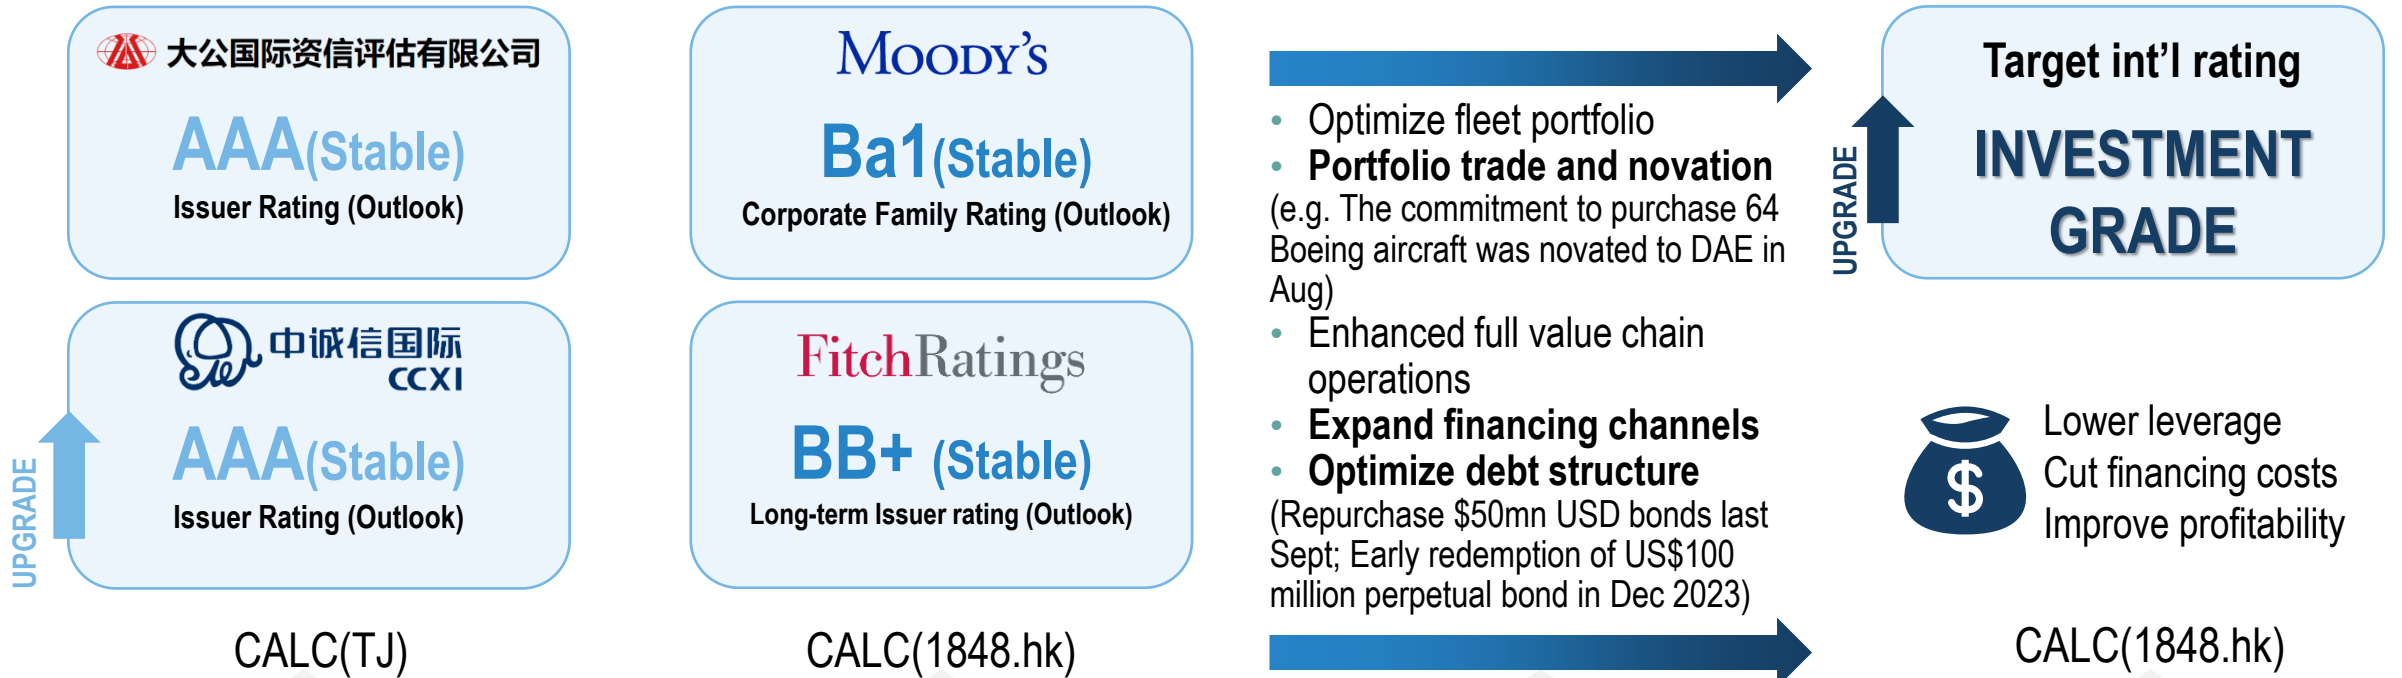 大公国际资信评估有限公司
AAA(Stable)
Issuer Rating (Outlook)
UPGRADE
中诚信国际
CCXI
AAA(Stable)
Issuer Rating (Outlook)
CALC(TJ)
MOODY'S
Ba1(Stable)
Corporate Family Rating (Outlook)
FitchRatings
BB+ (Stable)
Long-term Issuer rating (Outlook)
CALC(1848.hk)
• Optimize fleet portfolio
• Portfolio trade and novation
(e.g. The commitment to purchase 64
Boeing aircraft was novated to DAE in
Aug)
• Enhanced full value chain
operations
• Expand financing channels
• Optimize debt structure
(Repurchase $50mn USD bonds last
Sept; Early redemption of US$100
million perpetual bond in Dec 2023)
UPGRADE
Target int'l rating
INVESTMENT
GRADE
$
Lower leverage
Cut financing costs
Improve profitability
CALC(1848.hk)